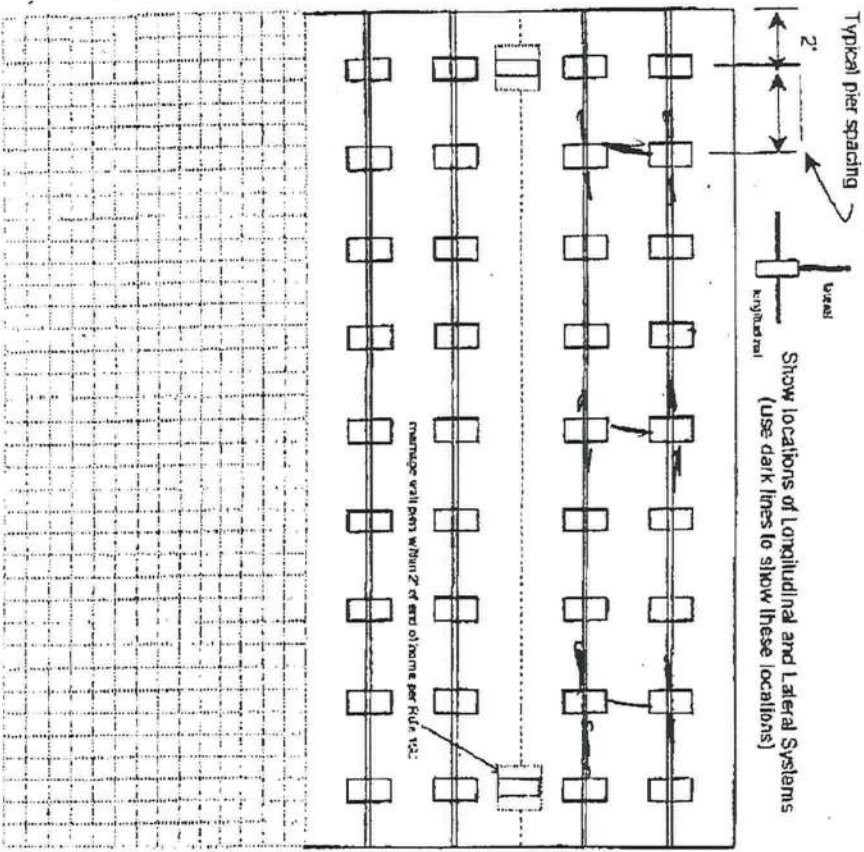 Typical pier spacing
2'
lateral
longitudinal
Show locations of Longitudinal and Lateral Systems
(use dark lines to show these locations)
marriage wall piers within 2' of end of home per Rule